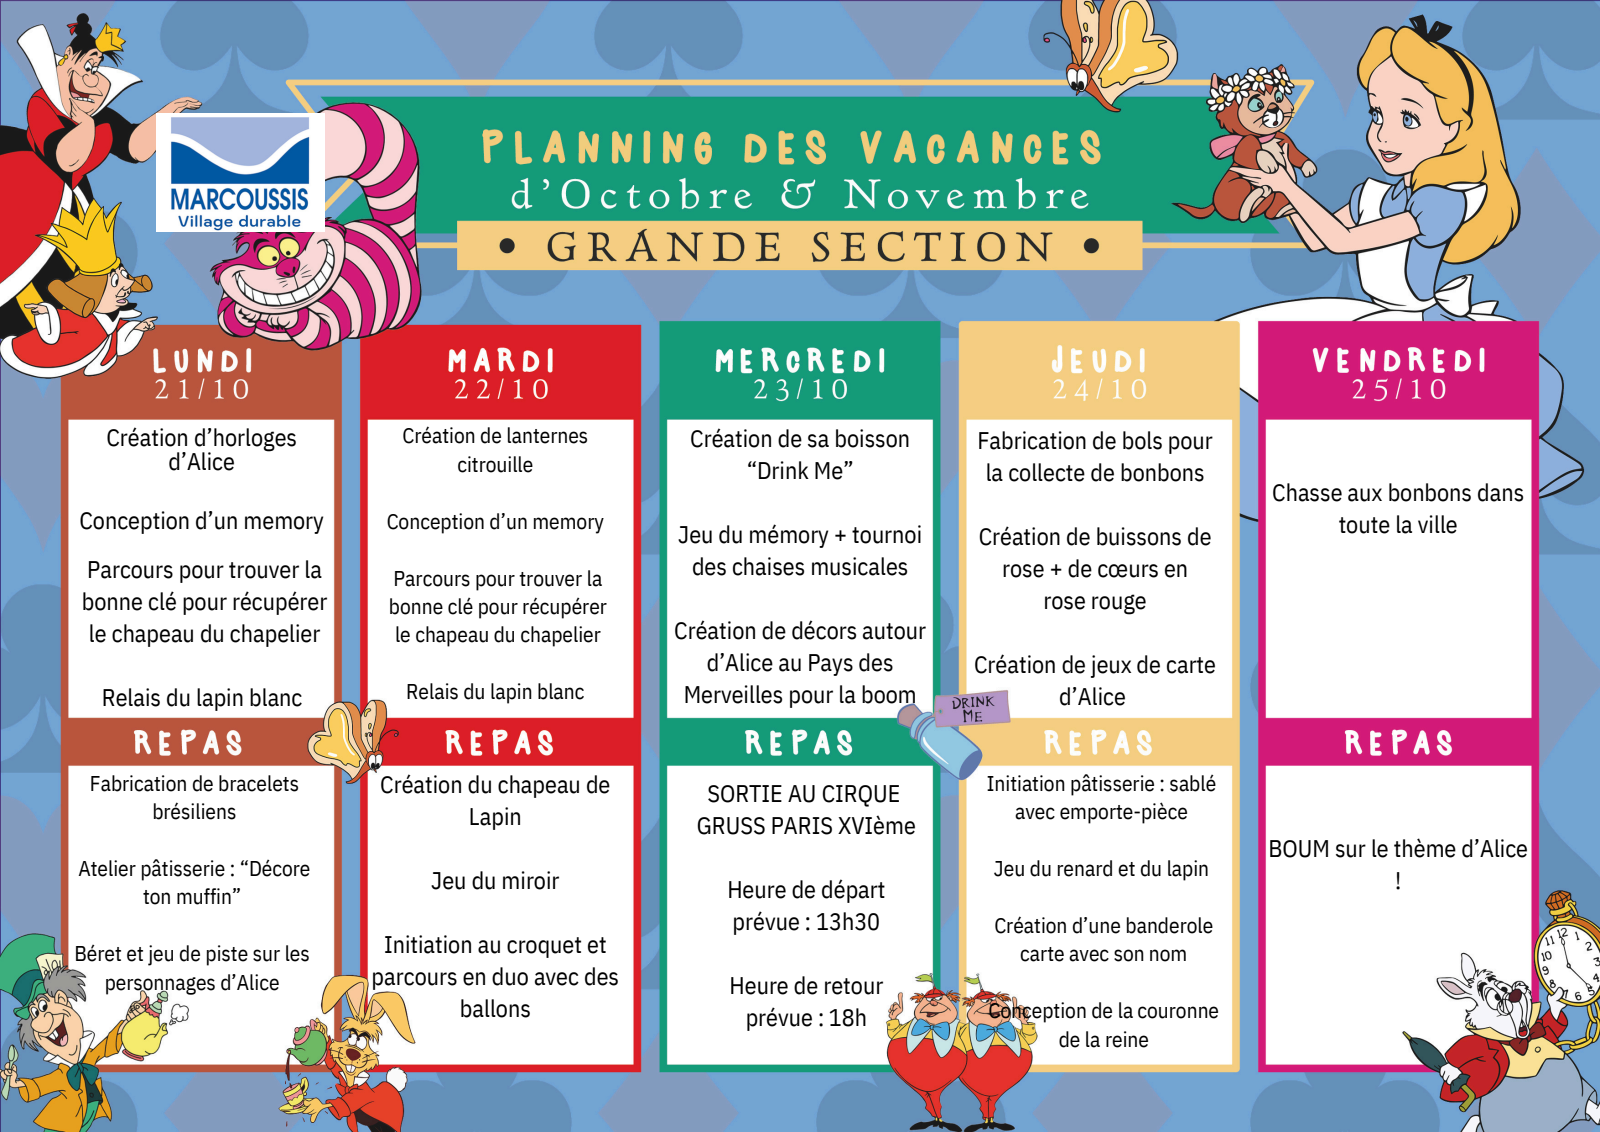 MARCOUSSIS
Village durable
PLANNING DES VACANCES
d'Octobre & Novembre
• GRANDE SECTION •
LUNDI
21/10
Création d'horloges
d'Alice
Conception d'un memory
Parcours pour trouver la
bonne clé pour récupérer
le chapeau du chapelier
Relais du lapin blanc
REPAS
Fabrication de bracelets
brésiliens
Atelier pâtisserie : “Décore
ton muffin”
Béret et jeu de piste sur les
personnages d'Alice
MARDI
22/10
Création de lanternes
citrouille
Conception d'un memory
Parcours pour trouver la
bonne clé pour récupérer
le chapeau du chapelier
Relais du lapin blanc
REPAS
Création du chapeau de
Lapin
Jeu du miroir
Initiation au croquet et
parcours en duo avec des
ballons
MERCREDI
23/10
Création de sa boisson
“Drink Me”
Jeu du mémory + tournoi
des chaises musicales
Création de décors autour
d'Alice au Pays des
Merveilles pour la boom
DRINK
ME
REPAS
SORTIE AU CIRQUE
GRUSS PARIS XVIème
Heure de départ
prévue : 13h30
Heure de retour
prévue : 18h
JEUDI
24/10
Fabrication de bols pour
la collecte de bonbons
Création de buissons de
rose + de cœurs en
rose rouge
Création de jeux de carte
d'Alice
REPAS
Initiation pâtisserie : sablé
avec emporte-pièce
Jeu du renard et du lapin
Création d'une banderole
carte avec son nom
Conception de la couronne
de la reine
VENDREDI
25/10
Chasse aux bonbons dans
toute la ville
REPAS
BOUM sur le thème d'Alice
!